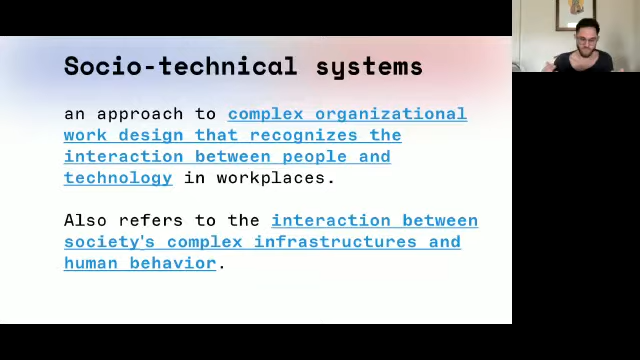 Socio-technical systems
an approach to complex organizational
work design that recognizes the
interaction between people and
technology in workplaces.
Also refers to the interaction between
society's complex infrastructures and
human behavior.